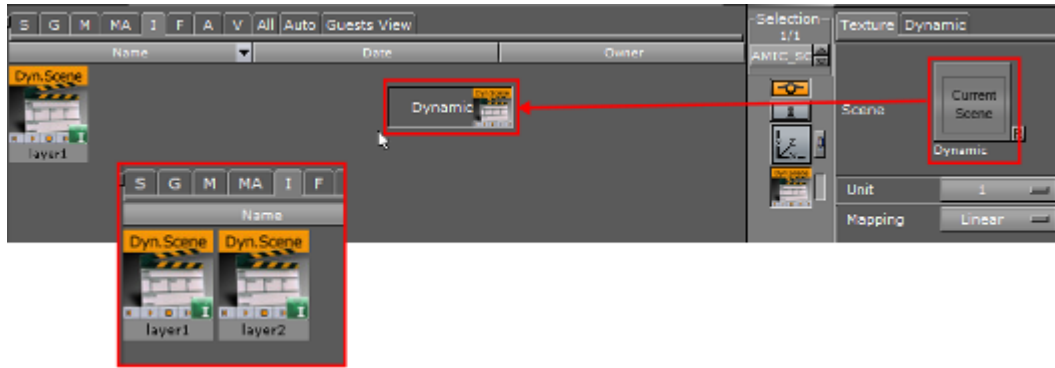 S G M MA I F A V All Auto Guests View
Name Date Owner
Dyn.Scene
layer1
Dynamic
Selection
1/1
AMIC_SC
Texture Dynamic
Scene
Current
Scene
Dynamic
Unit 1
Mapping Linear
S G M MA I F
Name
Dyn.Scene Dyn.Scene
I I
layer1 layer2